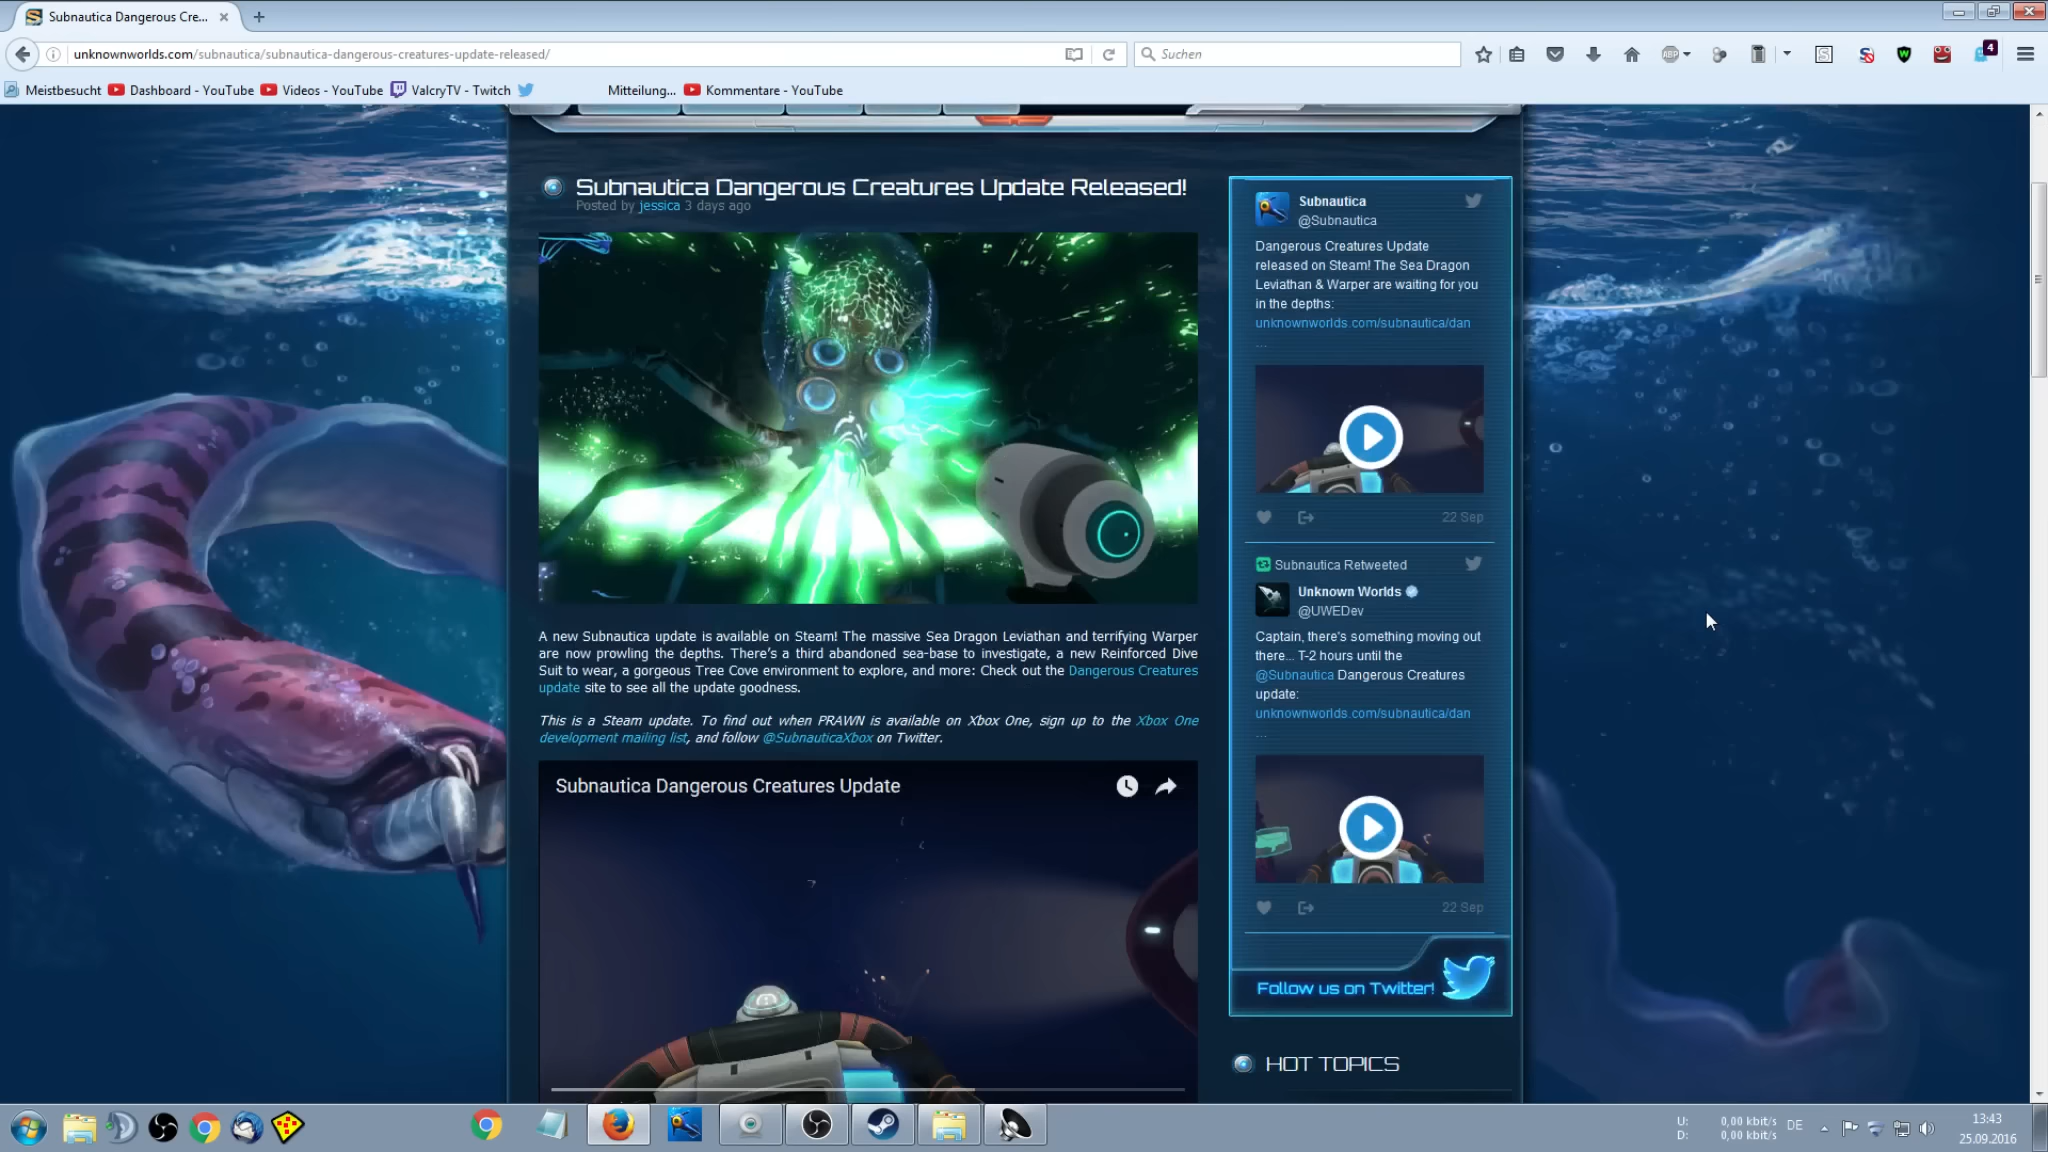 Subnautica Dangerous Cre...
unknownworlds.com/subnautica/subnautica-dangerous-creatures-update-released/
Suchen
ABP
4
Meistbesucht
Dashboard - YouTube
Videos - YouTube
ValcryTV - Twitch
Mitteilung...
Kommentare - YouTube
Subnautica Dangerous Creatures Update Released!
Posted by jessica 3 days ago
A new Subnautica update is available on Steam! The massive Sea Dragon Leviathan and terrifying Warper
are now prowling the depths. There's a third abandoned sea-base to investigate, a new Reinforced Dive
Suit to wear, a gorgeous Tree Cove environment to explore, and more: Check out the Dangerous Creatures
update site to see all the update goodness.
This is a Steam update. To find out when PRAWN is available on Xbox One, sign up to the Xbox One
development mailing list, and follow @SubnauticaXbox on Twitter.
Subnautica Dangerous Creatures Update
Subnautica
@Subnautica
Dangerous Creatures Update
released on Steam! The Sea Dragon
Leviathan & Warper are waiting for you
in the depths:
unknownworlds.com/subnautica/dan
...
22 Sep
Subnautica Retweeted
Unknown Worlds
@UWEDev
Captain, there's something moving out
there... T-2 hours until the
@Subnautica Dangerous Creatures
update:
unknownworlds.com/subnautica/dan
...
22 Sep
Follow us on Twitter!
HOT TOPICS
U: 0,00 kbit/s
D: 0,00 kbit/s
DE
13:43
25.09.2016